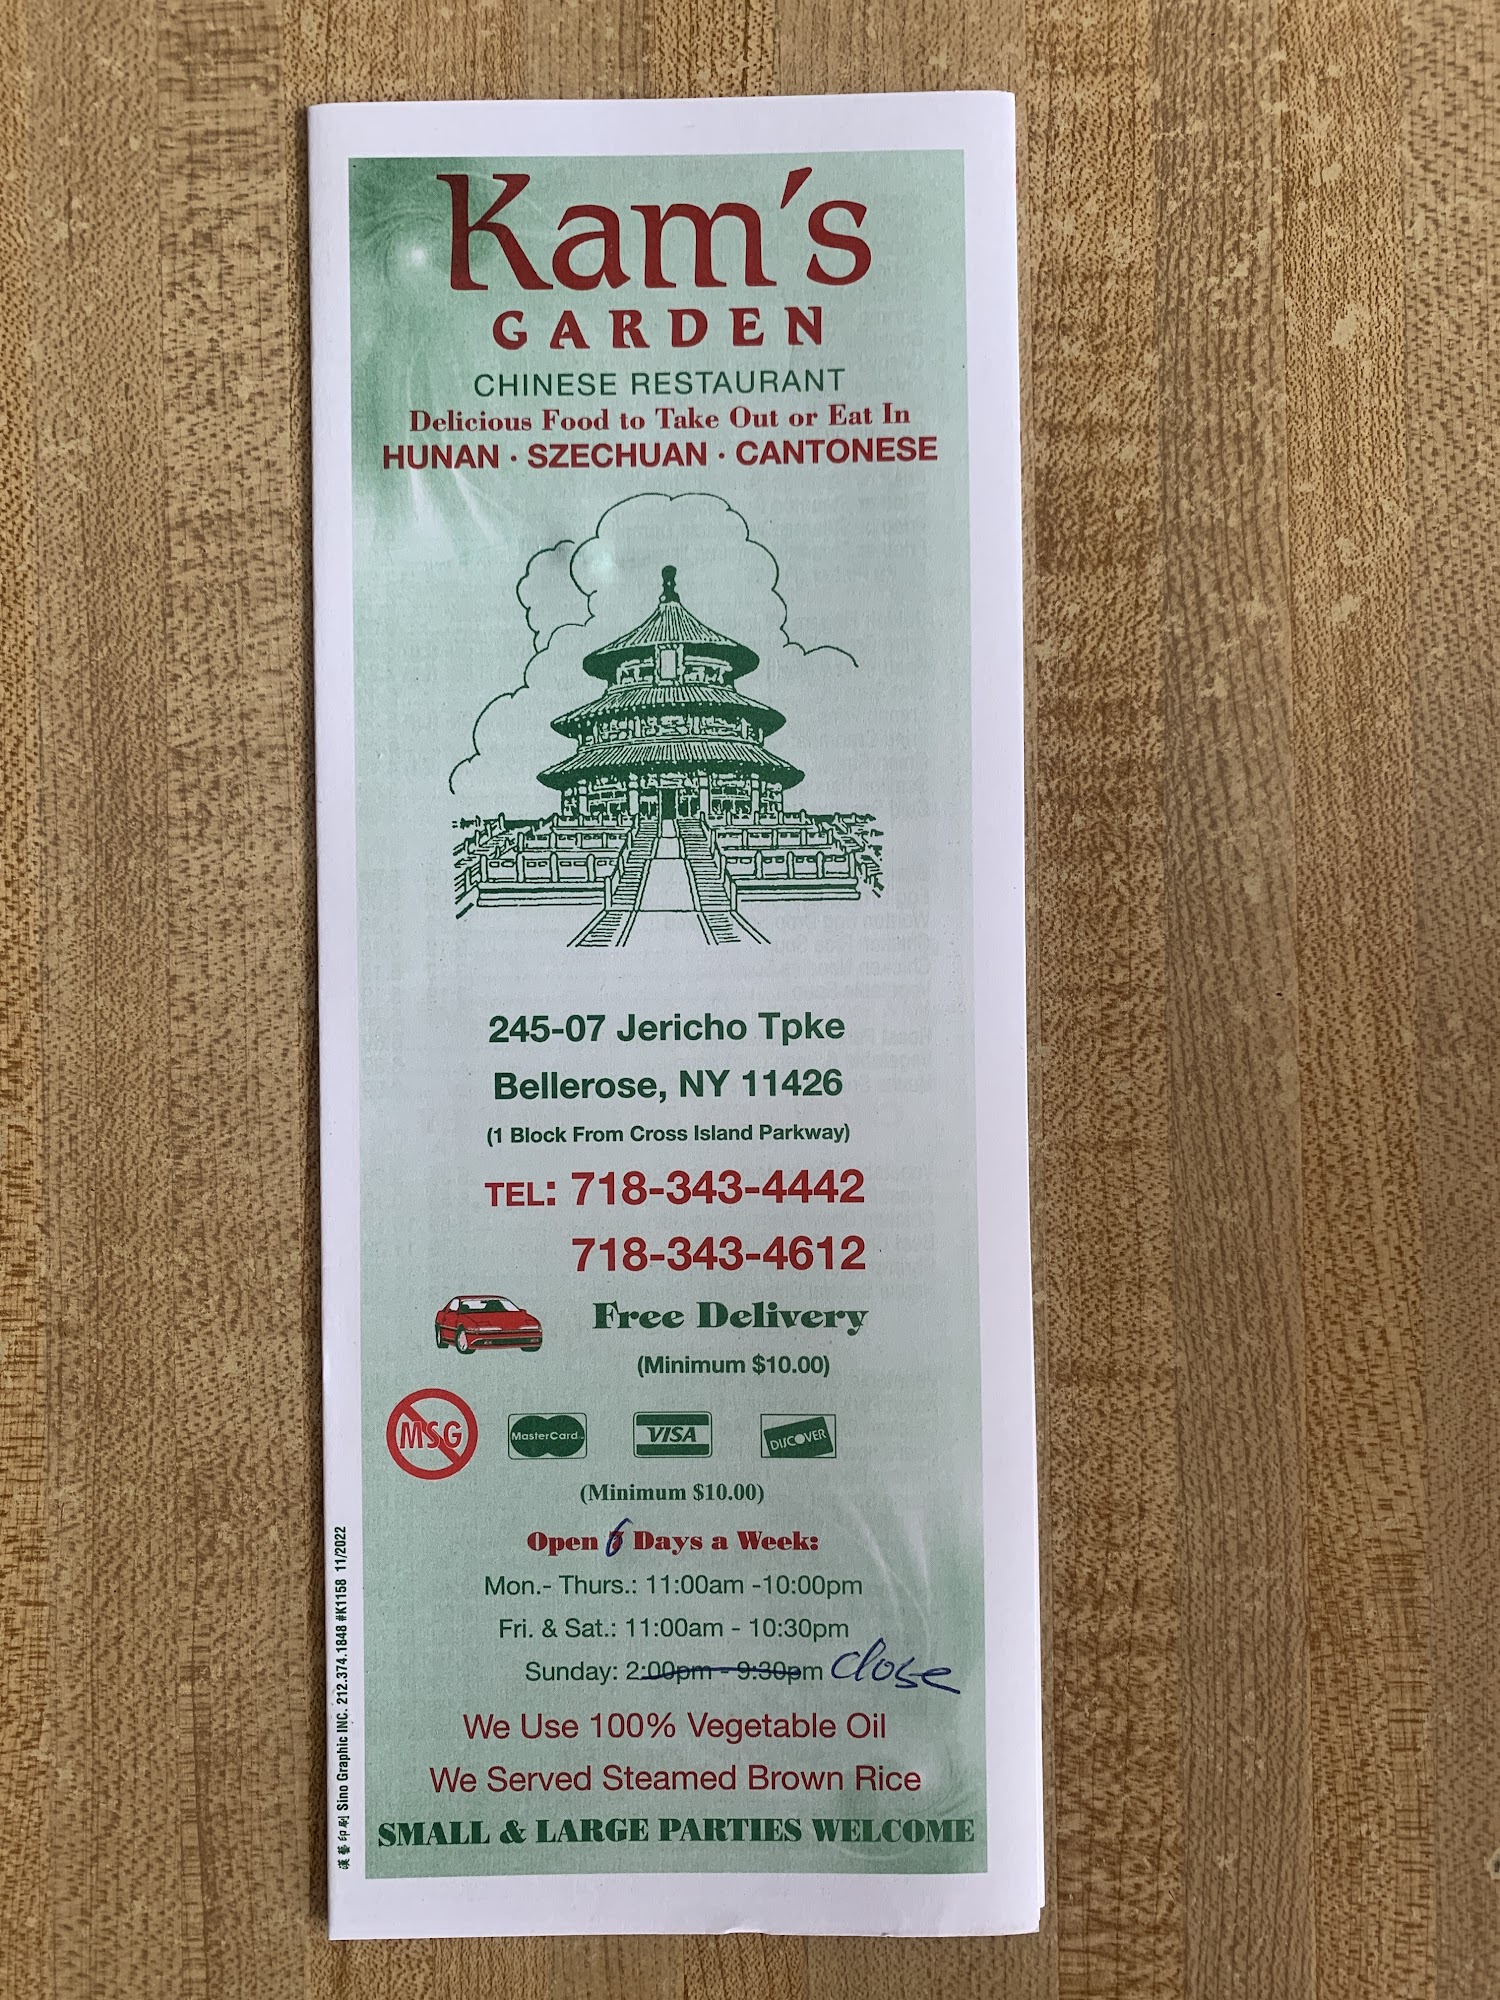 Kam's
GARDEN
CHINESE RESTAURANT
Delicious Food to Take Out or Eat In
HUNAN · SZECHUAN · CANTONESE
245-07 Jericho Tpke
Bellerose, NY 11426
(1 Block From Cross Island Parkway)
TEL: 718-343-4442
718-343-4612
Free Delivery
(Minimum $10.00)
MSG
MasterCard
VISA
DISCOVER
(Minimum $10.00)
Open 6 Days a Week:
Mon.- Thurs.: 11:00am -10:00pm
Fri. & Sat.: 11:00am - 10:30pm
Sunday: 2:00pm - 9:30pm close
We Use 100% Vegetable Oil
We Served Steamed Brown Rice
SMALL & LARGE PARTIES WELCOME
漢藝印刷 Sino Graphic INC. 212.374.1848 #K1158 11/2022